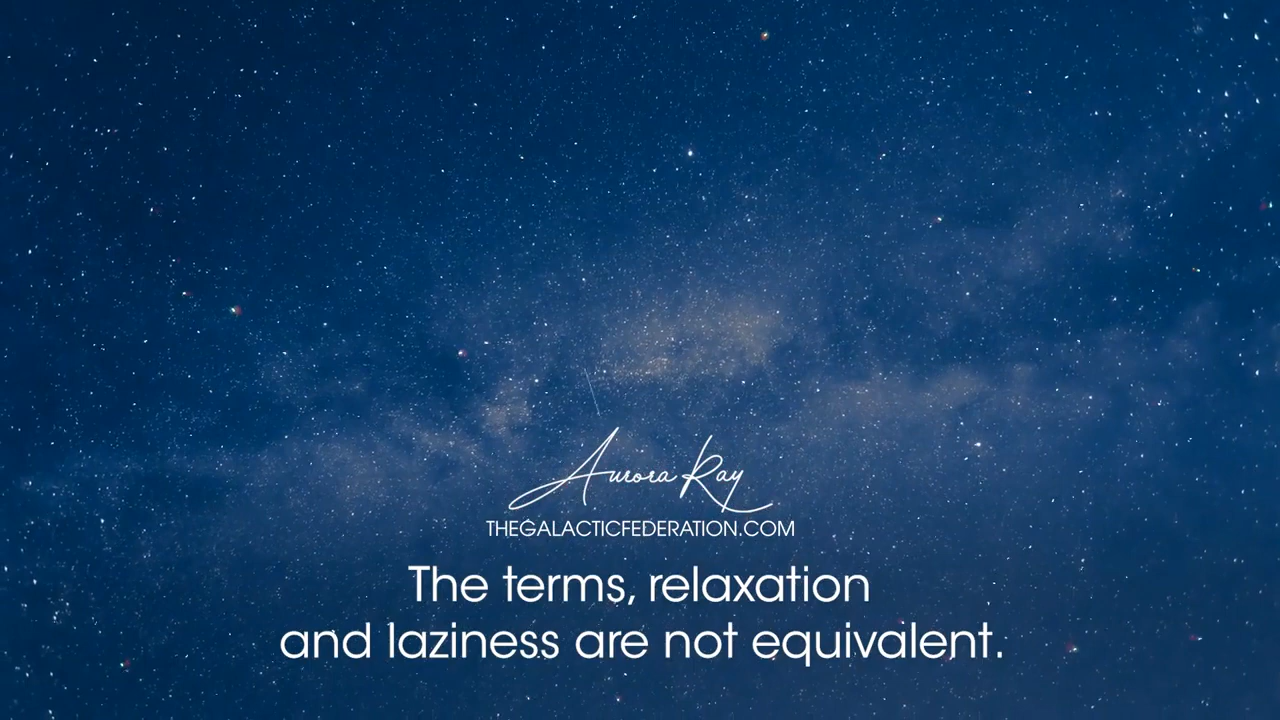 Aurora Ray
THEGALACTICFEDERATION.COM
The terms, relaxation
and laziness are not equivalent.